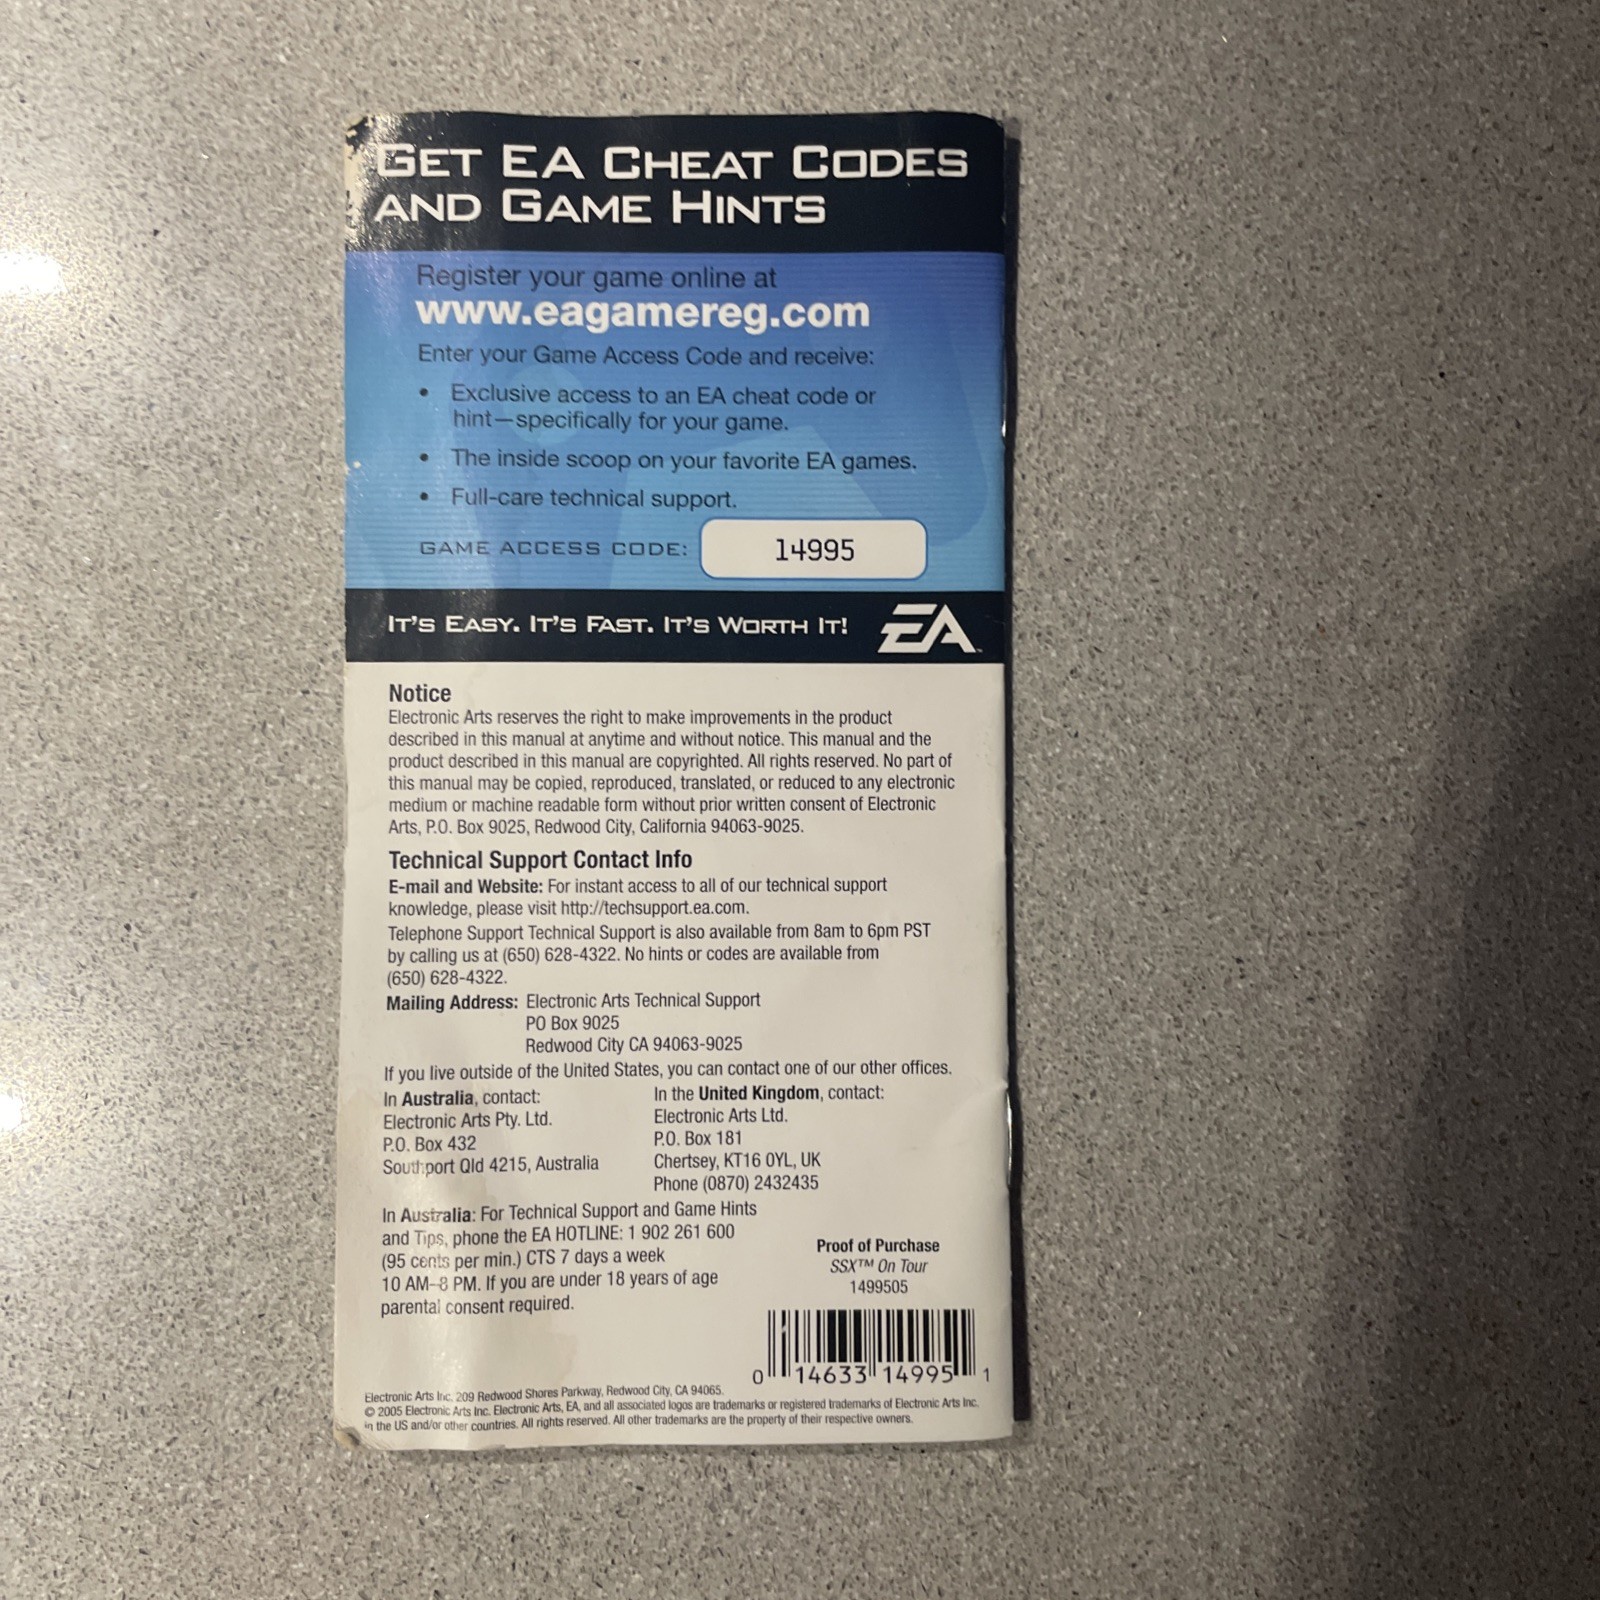 GET EA CHEAT CODES
AND GAME HINTS
Register your game online at
www.eagamereg.com
Enter your Game Access Code and receive:
• Exclusive access to an EA cheat code or
hint—specifically for your game.
• The inside scoop on your favorite EA games.
• Full-care technical support.
GAME ACCESS CODE: 14995
IT'S EASY. IT'S FAST. IT'S WORTH IT! EA™
Notice
Electronic Arts reserves the right to make improvements in the product
described in this manual at anytime and without notice. This manual and the
product described in this manual are copyrighted. All rights reserved. No part of
this manual may be copied, reproduced, translated, or reduced to any electronic
medium or machine readable form without prior written consent of Electronic
Arts, P.O. Box 9025, Redwood City, California 94063-9025.
Technical Support Contact Info
E-mail and Website: For instant access to all of our technical support
knowledge, please visit http://techsupport.ea.com.
Telephone Support Technical Support is also available from 8am to 6pm PST
by calling us at (650) 628-4322. No hints or codes are available from
(650) 628-4322.
Mailing Address: Electronic Arts Technical Support
PO Box 9025
Redwood City CA 94063-9025
If you live outside of the United States, you can contact one of our other offices.
In Australia, contact:
Electronic Arts Pty. Ltd.
P.O. Box 432
Southport Qld 4215, Australia
In the United Kingdom, contact:
Electronic Arts Ltd.
P.O. Box 181
Chertsey, KT16 0YL, UK
Phone (0870) 2432435
In Australia: For Technical Support and Game Hints
and Tips, phone the EA HOTLINE: 1 902 261 600
(95 cents per min.) CTS 7 days a week
10 AM–8 PM. If you are under 18 years of age
parental consent required.
Proof of Purchase
SSX™ On Tour
1499505
0 14633 14995 1
Electronic Arts Inc. 209 Redwood Shores Parkway, Redwood City, CA 94065.
© 2005 Electronic Arts Inc. Electronic Arts, EA, and all associated logos are trademarks or registered trademarks of Electronic Arts Inc.
in the US and/or other countries. All rights reserved. All other trademarks are the property of their respective owners.